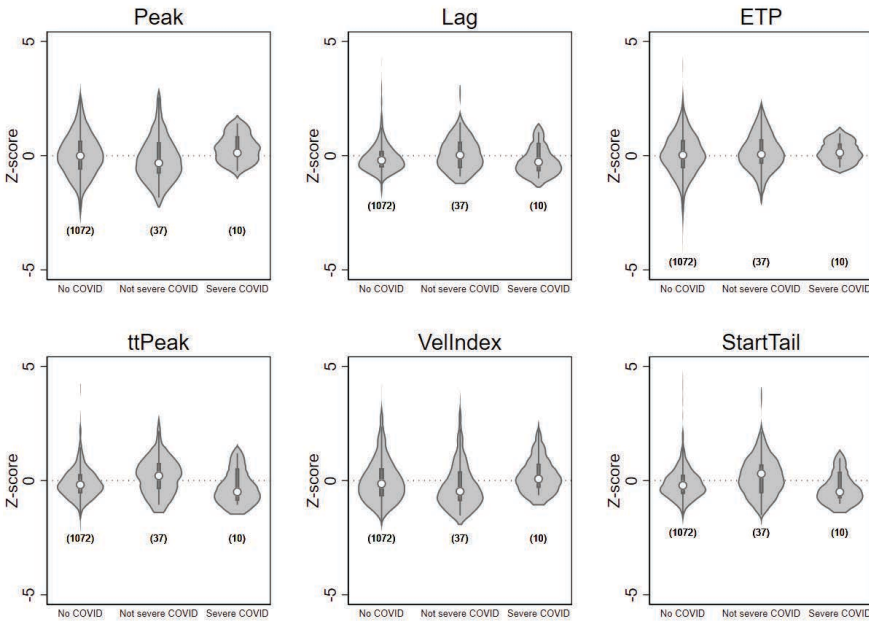 Peak Lag ETP
5 5 5
Z-score Z-score Z-score
0 0 0
(1072) (37) (10) (1072) (37) (10) (1072) (37) (10)
-5 -5 -5
No COVID Not severe COVID Severe COVID No COVID Not severe COVID Severe COVID No COVID Not severe COVID Severe COVID
ttPeak VelIndex StartTail
5 5 5
Z-score Z-score Z-score
0 0 0
(1072) (37) (10) (1072) (37) (10) (1072) (37) (10)
-5 -5 -5
No COVID Not severe COVID Severe COVID No COVID Not severe COVID Severe COVID No COVID Not severe COVID Severe COVID